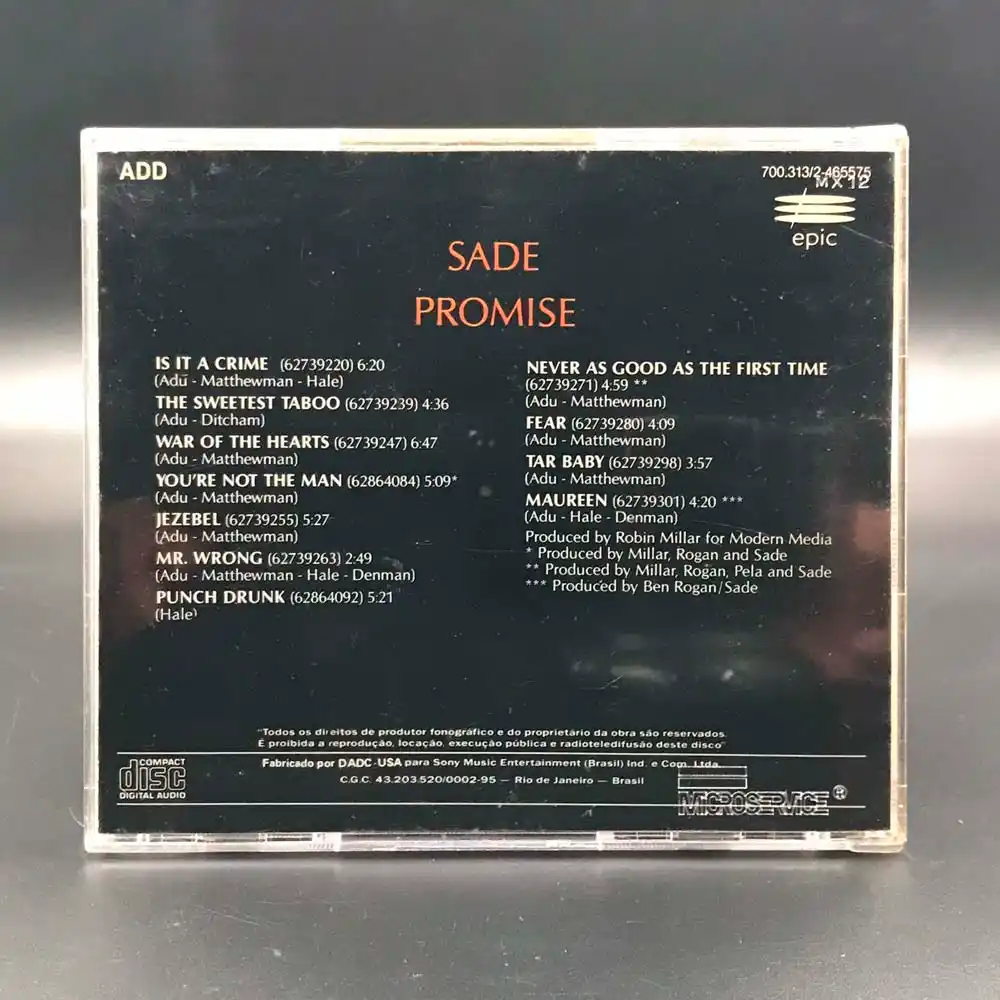 ADD
700.313/2-465575
MX12
epic
SADE
PROMISE
IS IT A CRIME (62739220) 6:20
(Adu - Matthewman - Hale)
THE SWEETEST TABOO (62739239) 4:36
(Adu - Ditcham)
WAR OF THE HEARTS (62739247) 6:47
(Adu - Matthewman)
YOU'RE NOT THE MAN (62864084) 5:09*
(Adu - Matthewman)
JEZEBEL (62739255) 5:27
(Adu - Matthewman)
MR. WRONG (62739263) 2:49
(Adu - Matthewman - Hale - Denman)
PUNCH DRUNK (62864092) 5:21
(Hale)
NEVER AS GOOD AS THE FIRST TIME
(62739271) 4:59 **
(Adu - Matthewman)
FEAR (62739280) 4:09
(Adu - Matthewman)
TAR BABY (62739298) 3:57
(Adu - Matthewman)
MAUREEN (62739301) 4:20 ***
(Adu - Hale - Denman)
Produced by Robin Millar for Modern Media
* Produced by Millar, Rogan and Sade
** Produced by Millar, Rogan, Pela and Sade
*** Produced by Ben Rogan/Sade
"Todos os direitos de produtor fonográfico e do proprietário da obra são reservados.
É proibida a reprodução, locação, execução pública e radioteledifusão deste disco"
Fabricado por DADC-USA para Sony Music Entertainment (Brasil) Ind. e Com. Ltda.
C.G.C. 43.203.520/0002-95 — Rio de Janeiro — Brasil
COMPACT
disc
DIGITAL AUDIO
MICROSERVICE ®